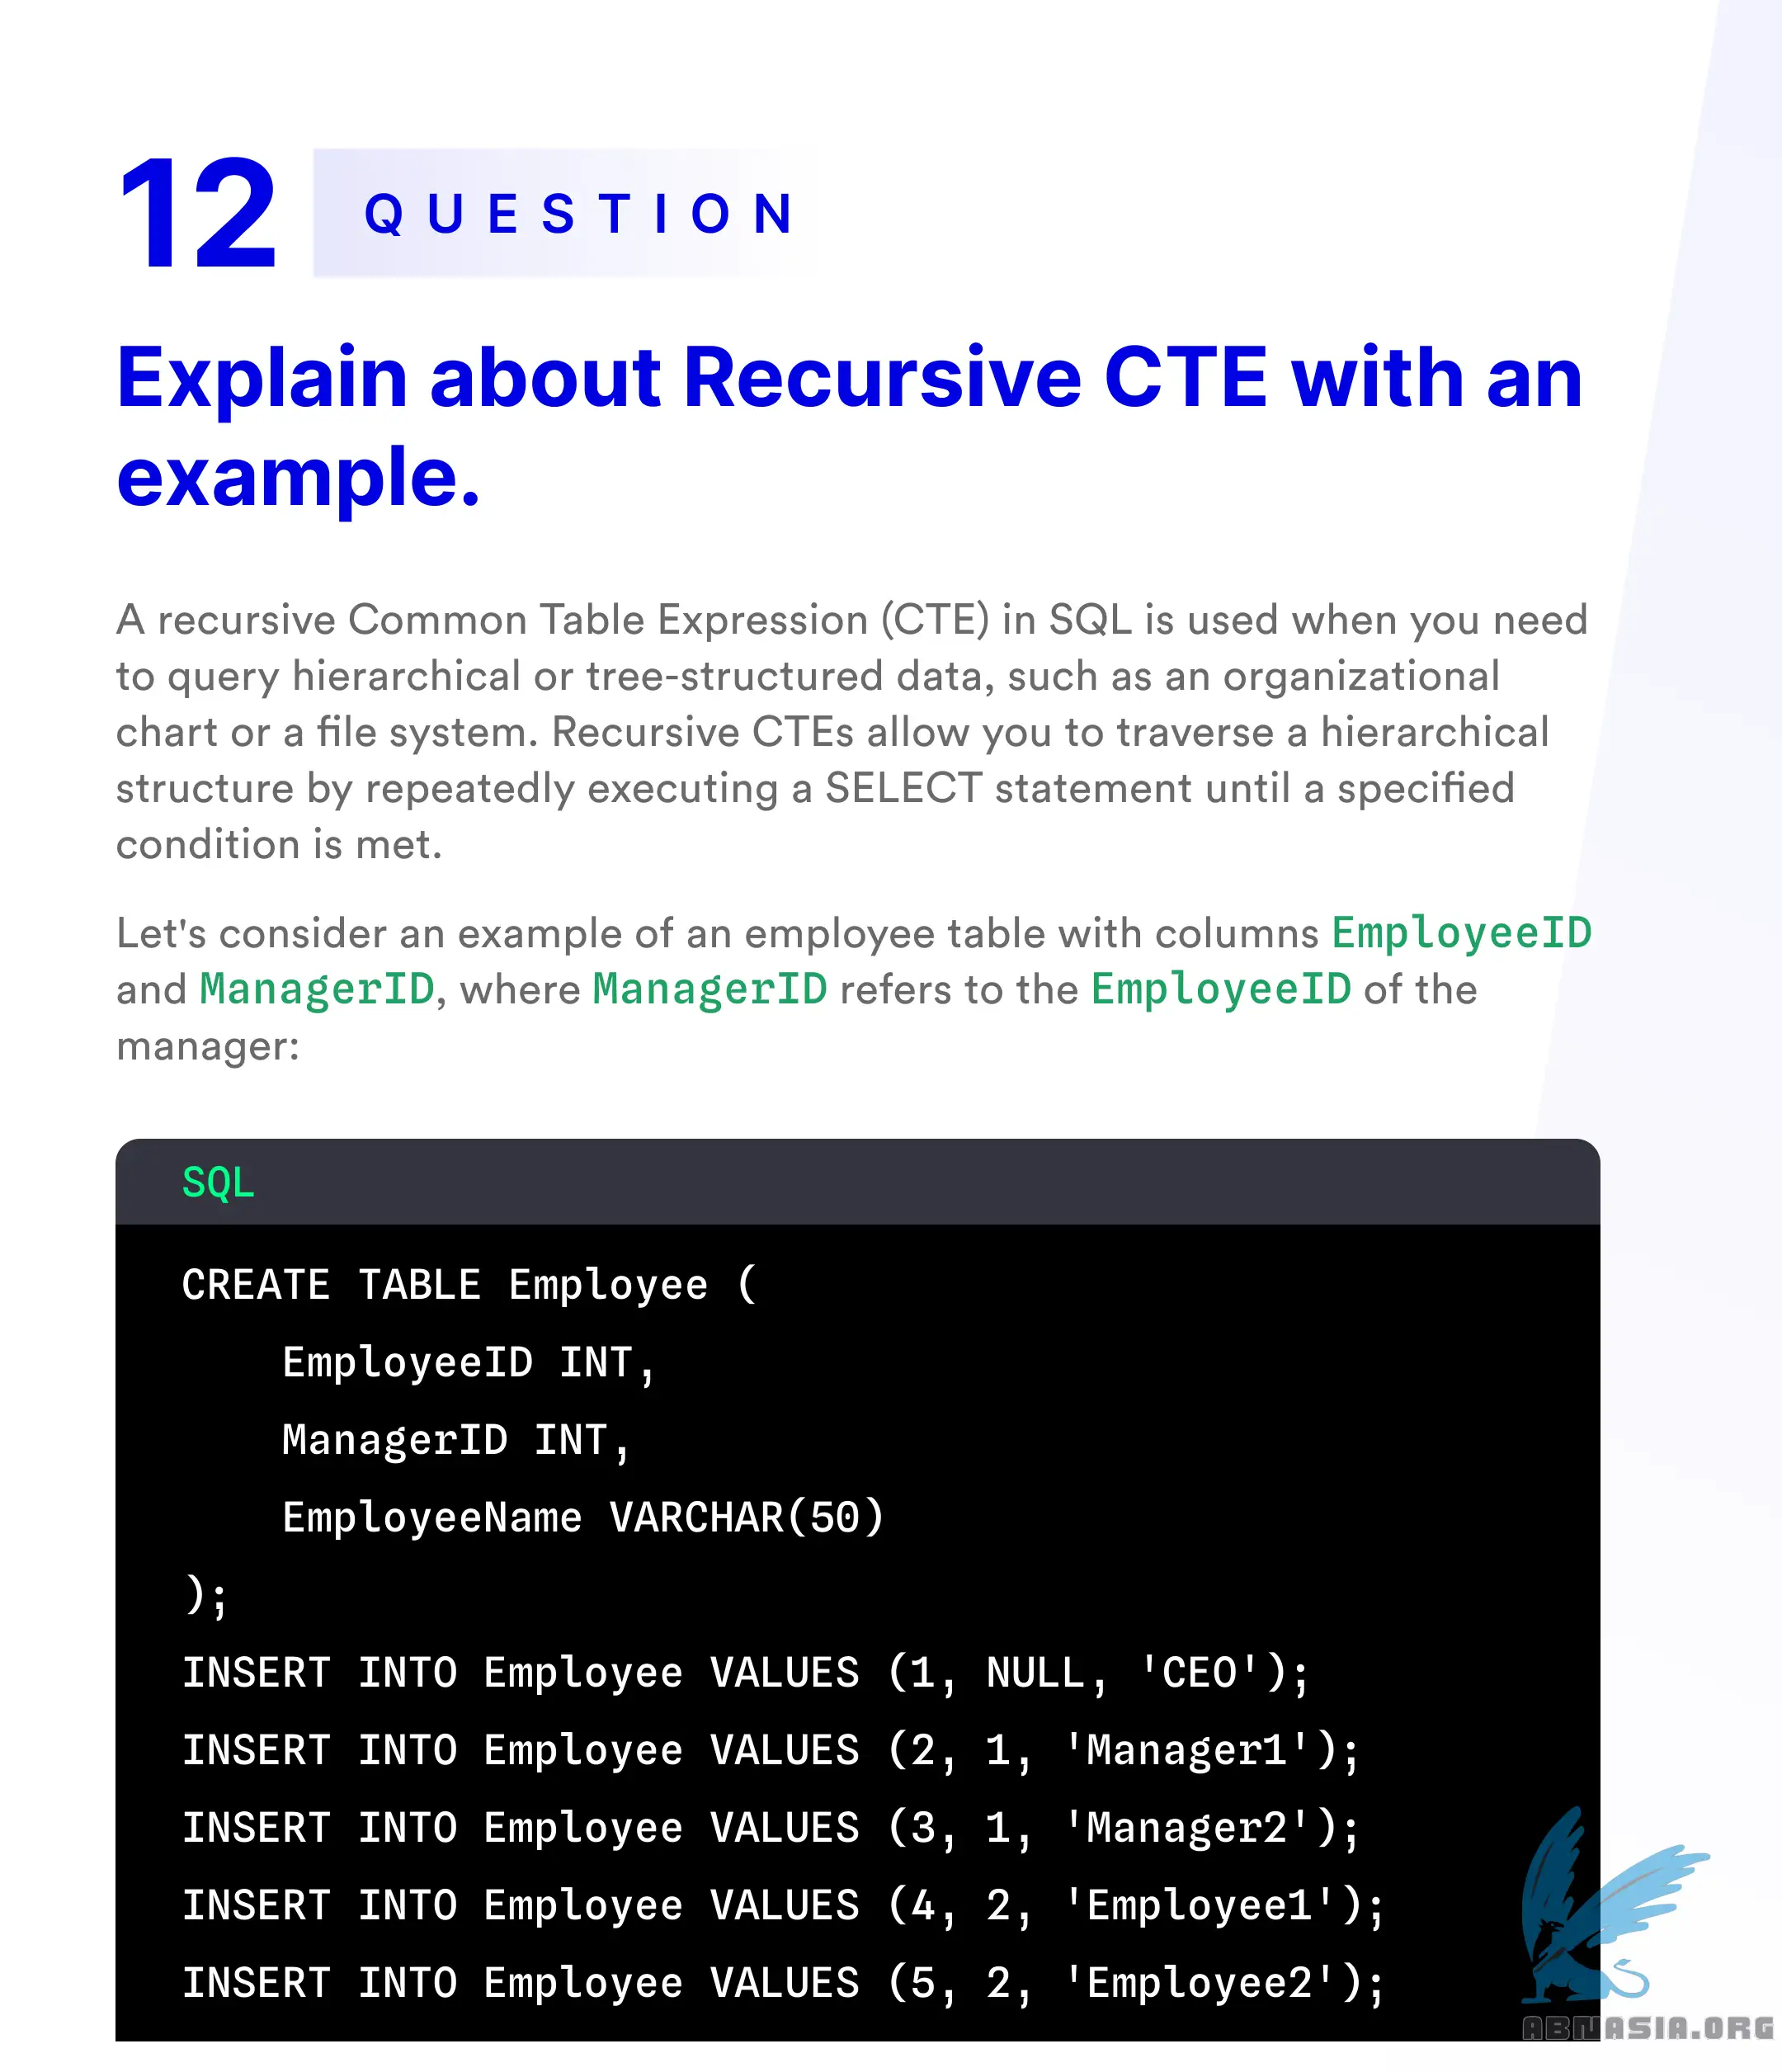 12 QUESTION
Explain about Recursive CTE with an
example.
A recursive Common Table Expression (CTE) in SQL is used when you need
to query hierarchical or tree-structured data, such as an organizational
chart or a file system. Recursive CTEs allow you to traverse a hierarchical
structure by repeatedly executing a SELECT statement until a specified
condition is met.
Let's consider an example of an employee table with columns EmployeeID
and ManagerID, where ManagerID refers to the EmployeeID of the
manager:
SQL
CREATE TABLE Employee (
    EmployeeID INT,
    ManagerID INT,
    EmployeeName VARCHAR(50)
);
INSERT INTO Employee VALUES (1, NULL, 'CEO');
INSERT INTO Employee VALUES (2, 1, 'Manager1');
INSERT INTO Employee VALUES (3, 1, 'Manager2');
INSERT INTO Employee VALUES (4, 2, 'Employee1');
INSERT INTO Employee VALUES (5, 2, 'Employee2');
ABNASIA.ORG